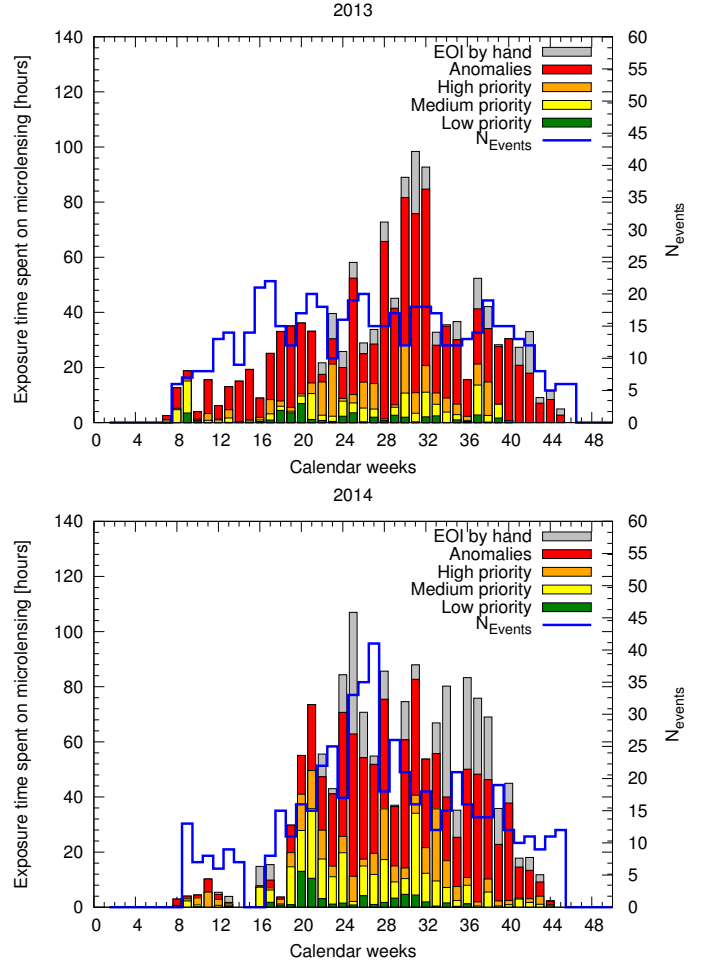 2013
Exposure time spent on microlensing [hours]
140
120
100
80
60
40
20
0
EOI by hand
Anomalies
High priority
Medium priority
Low priority
N_Events
60
55
50
45
40
35
30
25
20
15
10
5
0
N_events
0 4 8 12 16 20 24 28 32 36 40 44 48
Calendar weeks
2014
Exposure time spent on microlensing [hours]
140
120
100
80
60
40
20
0
EOI by hand
Anomalies
High priority
Medium priority
Low priority
N_Events
60
55
50
45
40
35
30
25
20
15
10
5
0
N_events
0 4 8 12 16 20 24 28 32 36 40 44 48
Calendar weeks